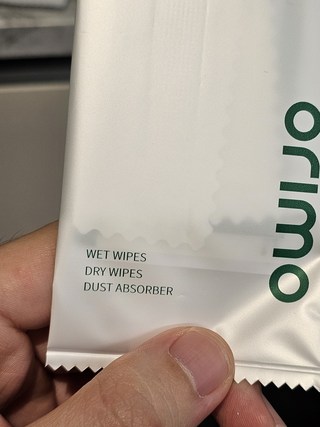 orimo
WET WIPES
DRY WIPES
DUST ABSORBER